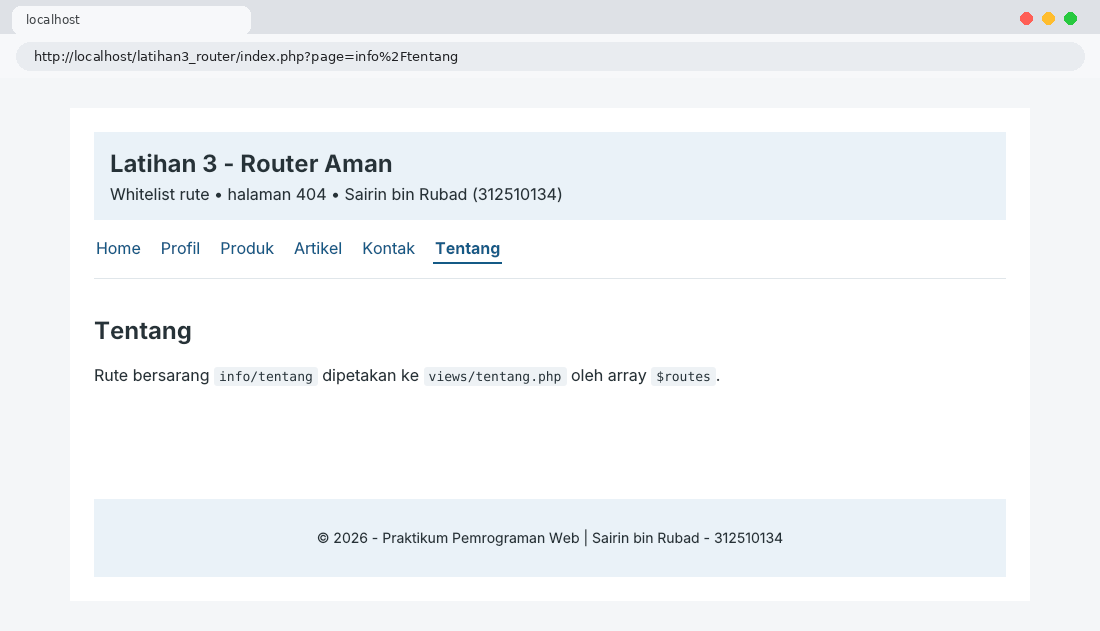 localhost
http://localhost/latihan3_router/index.php?page=info%2Ftentang
Latihan 3 - Router Aman
Whitelist rute • halaman 404 • Sairin bin Rubad (312510134)
Home Profil Produk Artikel Kontak Tentang
Tentang
Rute bersarang info/tentang dipetakan ke views/tentang.php oleh array $routes.
© 2026 - Praktikum Pemrograman Web | Sairin bin Rubad - 312510134